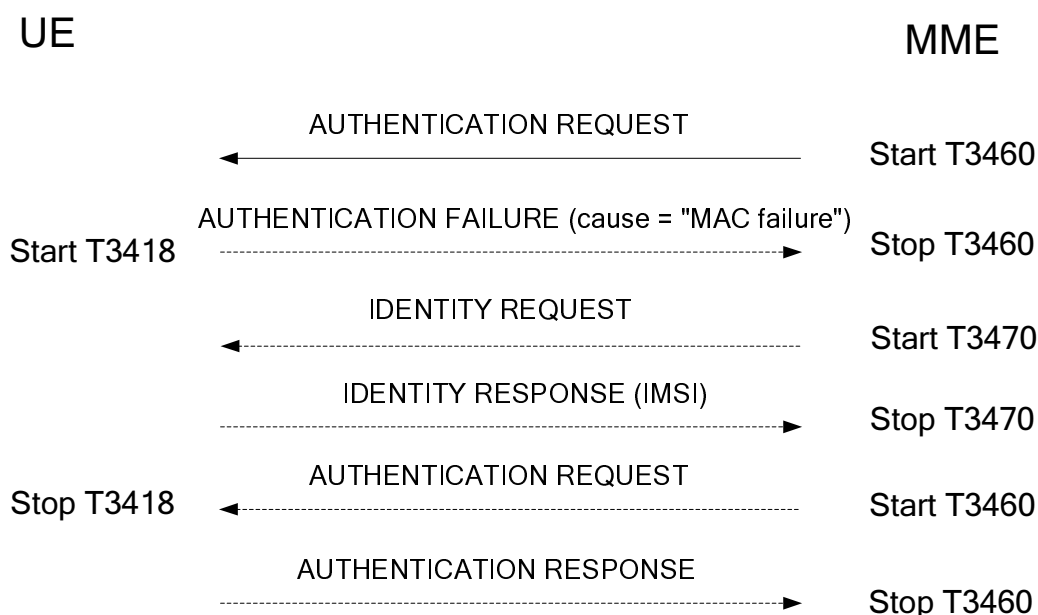 UE
MME
AUTHENTICATION REQUEST
Start T3460
AUTHENTICATION FAILURE (cause = "MAC failure")
Start T3418
Stop T3460
IDENTITY REQUEST
Start T3470
IDENTITY RESPONSE (IMSI)
Stop T3470
AUTHENTICATION REQUEST
Stop T3418
Start T3460
AUTHENTICATION RESPONSE
Stop T3460